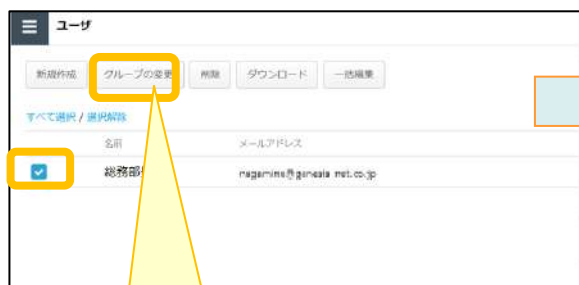 ユーザ
新規作成 グループの変更 削除 ダウンロード 一括編集
すべて選択 / 選択解除
名前 メールアドレス
総務部